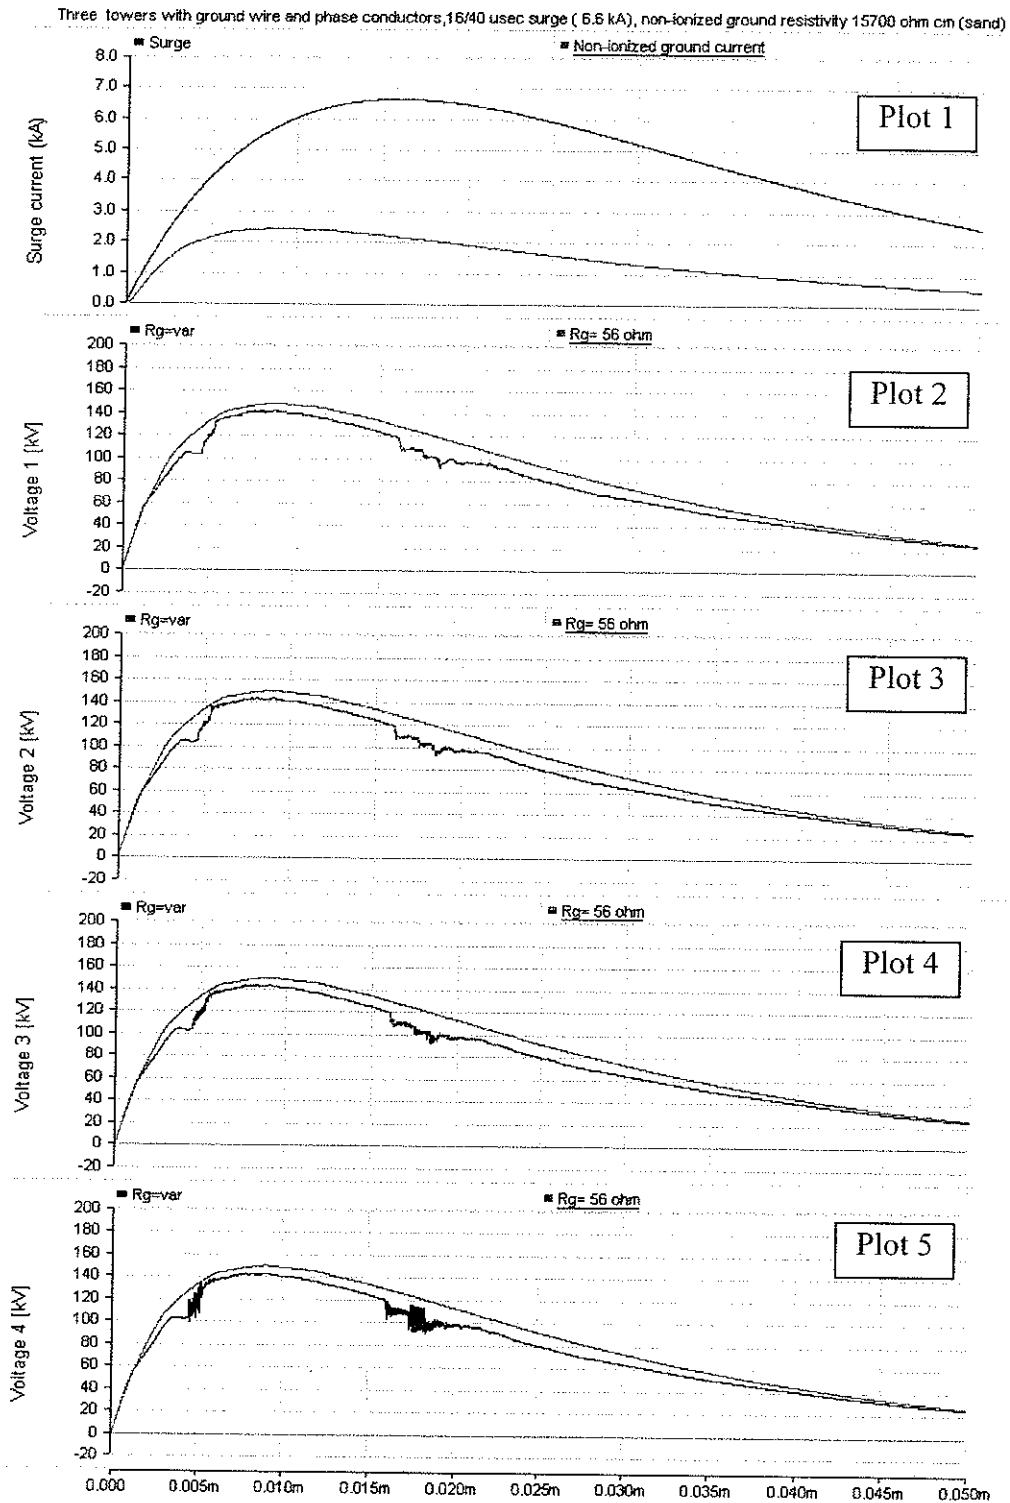 Three towers with ground wire and phase conductors,16/40 usec surge ( 6.6 kA), non-ionized ground resistivity 15700 ohm cm (sand)
Surge
Non-ionized ground current
Plot 1
Surge current (kA)
8.0
7.0
6.0
5.0
4.0
3.0
2.0
1.0
0.0
Rg=var
Rg= 56 ohm
Plot 2
Voltage 1 [kV]
200
180
160
140
120
100
80
60
40
20
0
-20
Rg=var
Rg= 56 ohm
Plot 3
Voltage 2 [kV]
200
180
160
140
120
100
80
60
40
20
0
-20
Rg=var
Rg= 56 ohm
Plot 4
Voltage 3 [kV]
200
180
160
140
120
100
80
60
40
20
0
-20
Rg=var
Rg= 56 ohm
Plot 5
Voltage 4 [kV]
200
180
160
140
120
100
80
60
40
20
0
-20
0.000 0.005m 0.010m 0.015m 0.020m 0.025m 0.030m 0.035m 0.040m 0.045m 0.050m